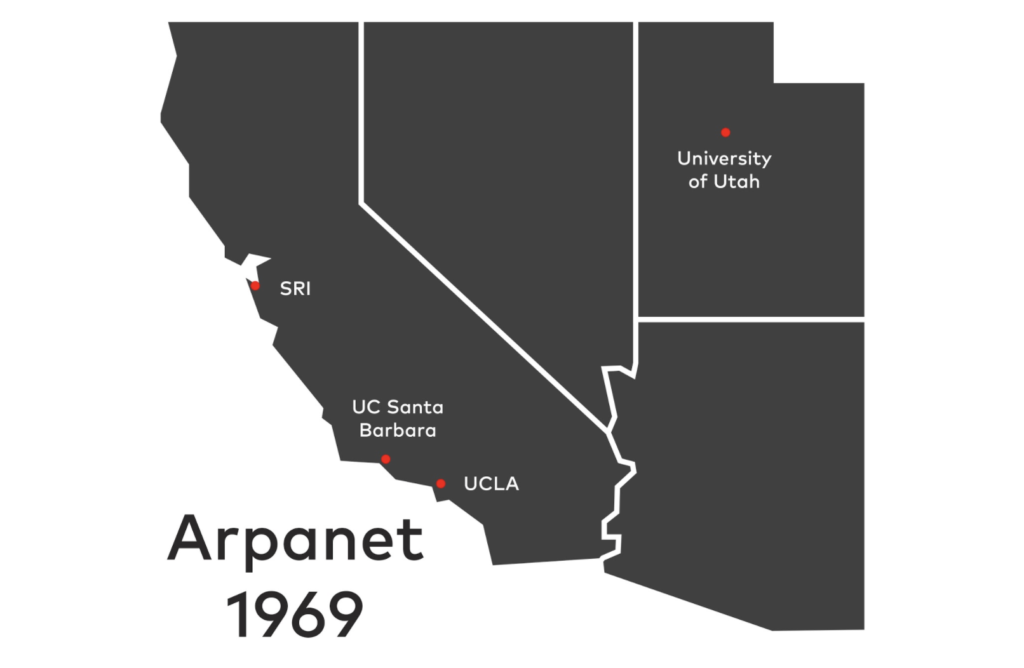 University
of Utah
SRI
UC Santa
Barbara
UCLA
Arpanet
1969